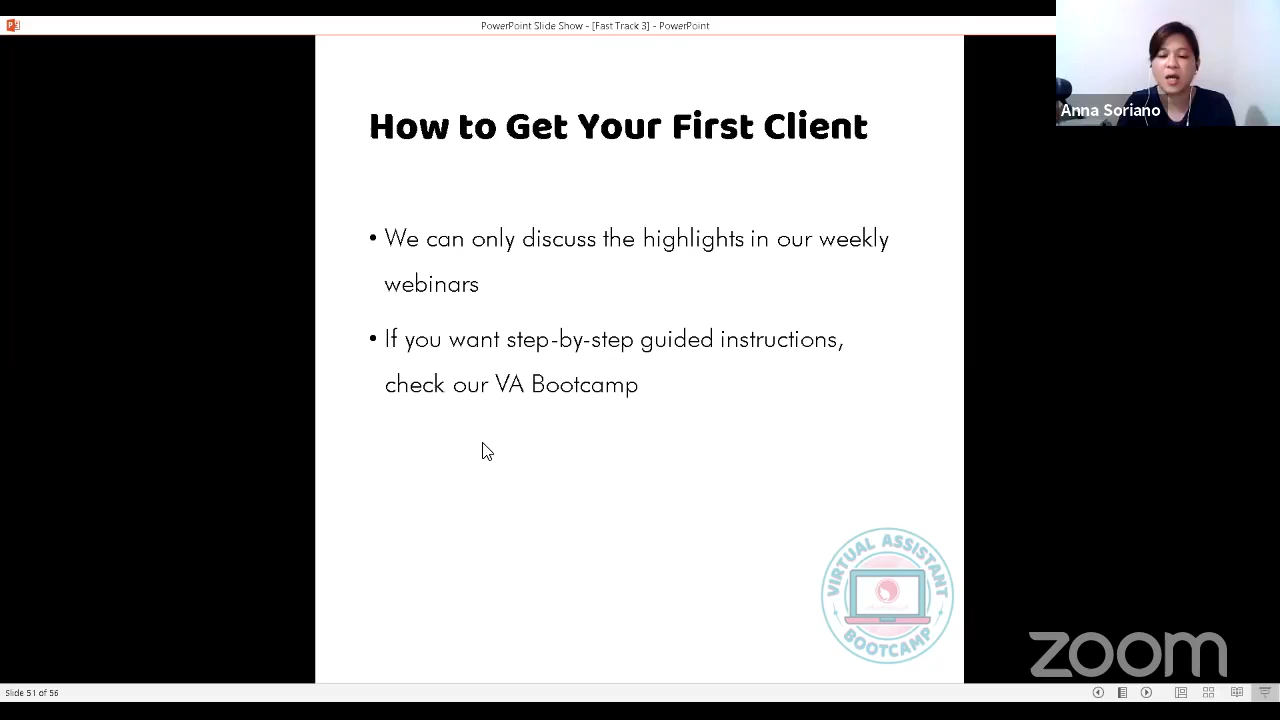 PowerPoint Slide Show - [Fast Track 3] - PowerPoint
Anna Soriano
How to Get Your First Client
• We can only discuss the highlights in our weekly
webinars
• If you want step-by-step guided instructions,
check our VA Bootcamp
VIRTUAL ASSISTANT
BOOTCAMP
zoom
Slide 51 of 56